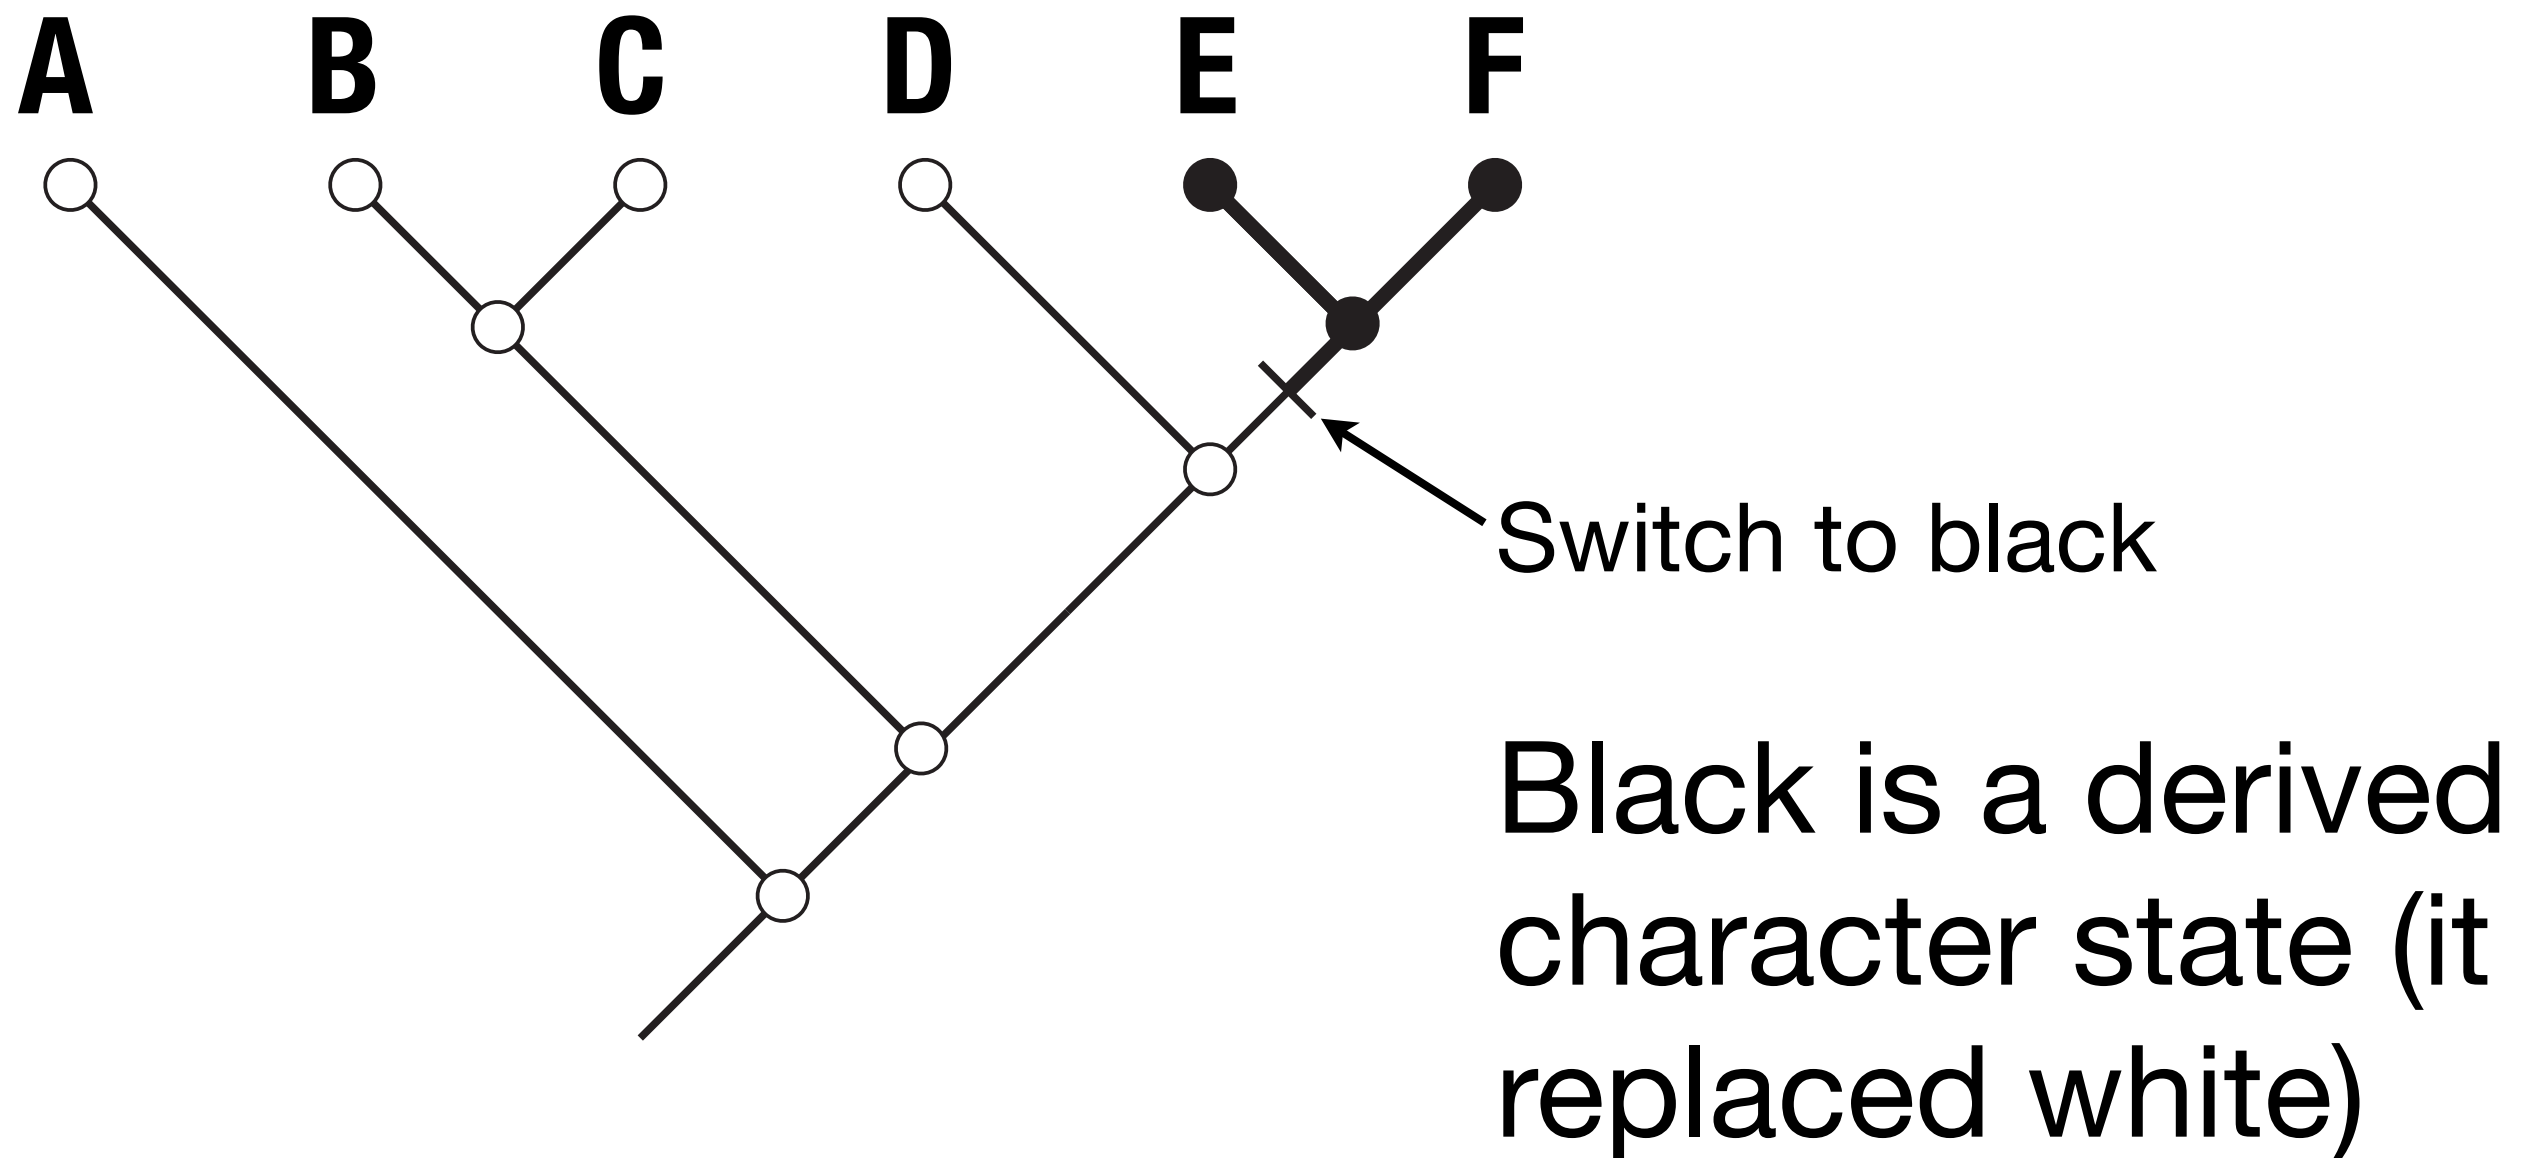 A B C D E F
Switch to black
Black is a derived
character state (it
replaced white)